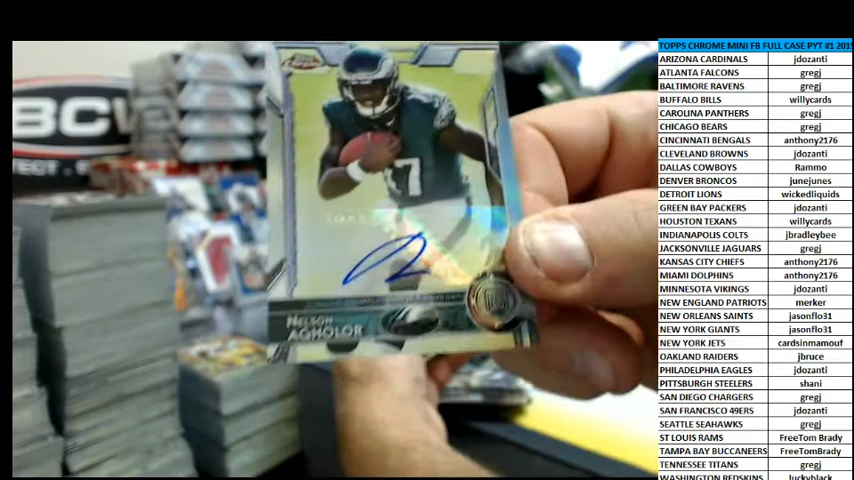 TOPPS CHROME MINI FB FULL CASE PYT #1 2015
ARIZONA CARDINALS jdozanti
ATLANTA FALCONS gregj
BALTIMORE RAVENS gregj
BUFFALO BILLS willycards
CAROLINA PANTHERS gregj
CHICAGO BEARS gregj
CINCINNATI BENGALS anthony2176
CLEVELAND BROWNS jdozanti
DALLAS COWBOYS Rammo
DENVER BRONCOS junejunes
DETROIT LIONS wickedliquids
GREEN BAY PACKERS jdozanti
HOUSTON TEXANS willycards
INDIANAPOLIS COLTS jbradleybee
JACKSONVILLE JAGUARS gregj
KANSAS CITY CHIEFS anthony2176
MIAMI DOLPHINS anthony2176
MINNESOTA VIKINGS jdozanti
NEW ENGLAND PATRIOTS merker
NEW ORLEANS SAINTS jasonflo31
NEW YORK GIANTS jasonflo31
NEW YORK JETS cardsinmamouf
OAKLAND RAIDERS jbruce
PHILADELPHIA EAGLES jdozanti
PITTSBURGH STEELERS shani
SAN DIEGO CHARGERS gregj
SAN FRANCISCO 49ERS jdozanti
SEATTLE SEAHAWKS gregj
ST LOUIS RAMS FreeTom Brady
TAMPA BAY BUCCANEERS FreeTomBrady
TENNESSEE TITANS gregj
WASHINGTON REDSKINS luckyblack
BCW
17
NELSON
AGHOLOR